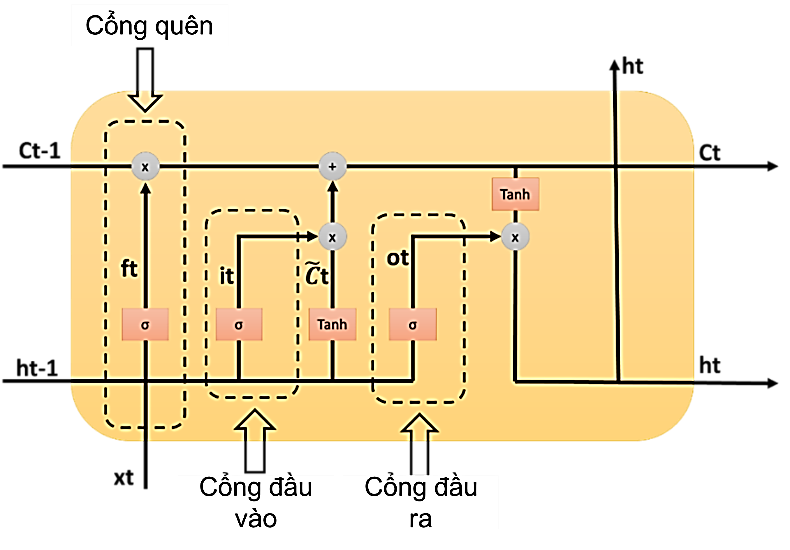 Cổng quên
ht
Ct-1
x
+
Ct
Tanh
x
x
ft
it
C̃t
ot
σ
σ
Tanh
σ
ht-1
ht
xt
Cổng đầu
vào
Cổng đầu
ra